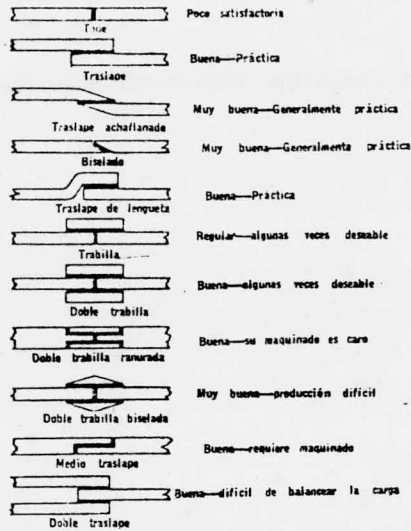 Poco satisfactoria
Tope
Buena—Práctica
Traslape
Muy buena—Generalmente práctica
Traslape achaflanado
Muy buena—Generalmente práctica
Biselado
Buena—Práctica
Traslape de lengueta
Regular—algunas veces deseable
Trabilla
Buena—algunas veces deseable
Doble trabilla
Buena—su maquinado es caro
Doble trabilla ranurada
Muy buena—producción difícil
Doble trabilla biselada
Buena—requiere maquinado
Medio traslape
Buena—difícil de balancear la carga
Doble traslape